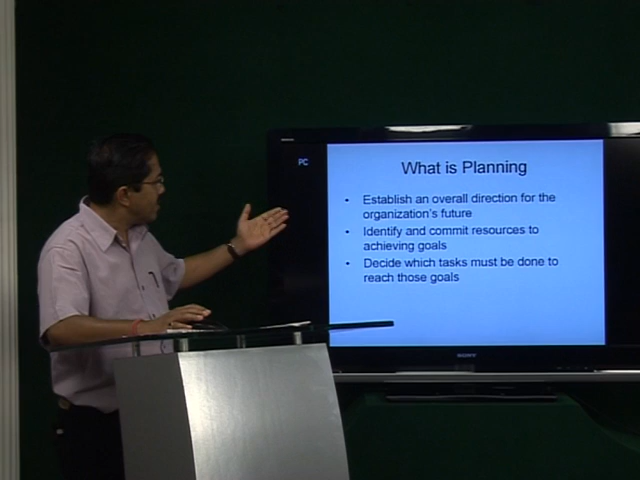 PC
What is Planning
• Establish an overall direction for the
organization's future
• Identify and commit resources to
achieving goals
• Decide which tasks must be done to
reach those goals
SONY